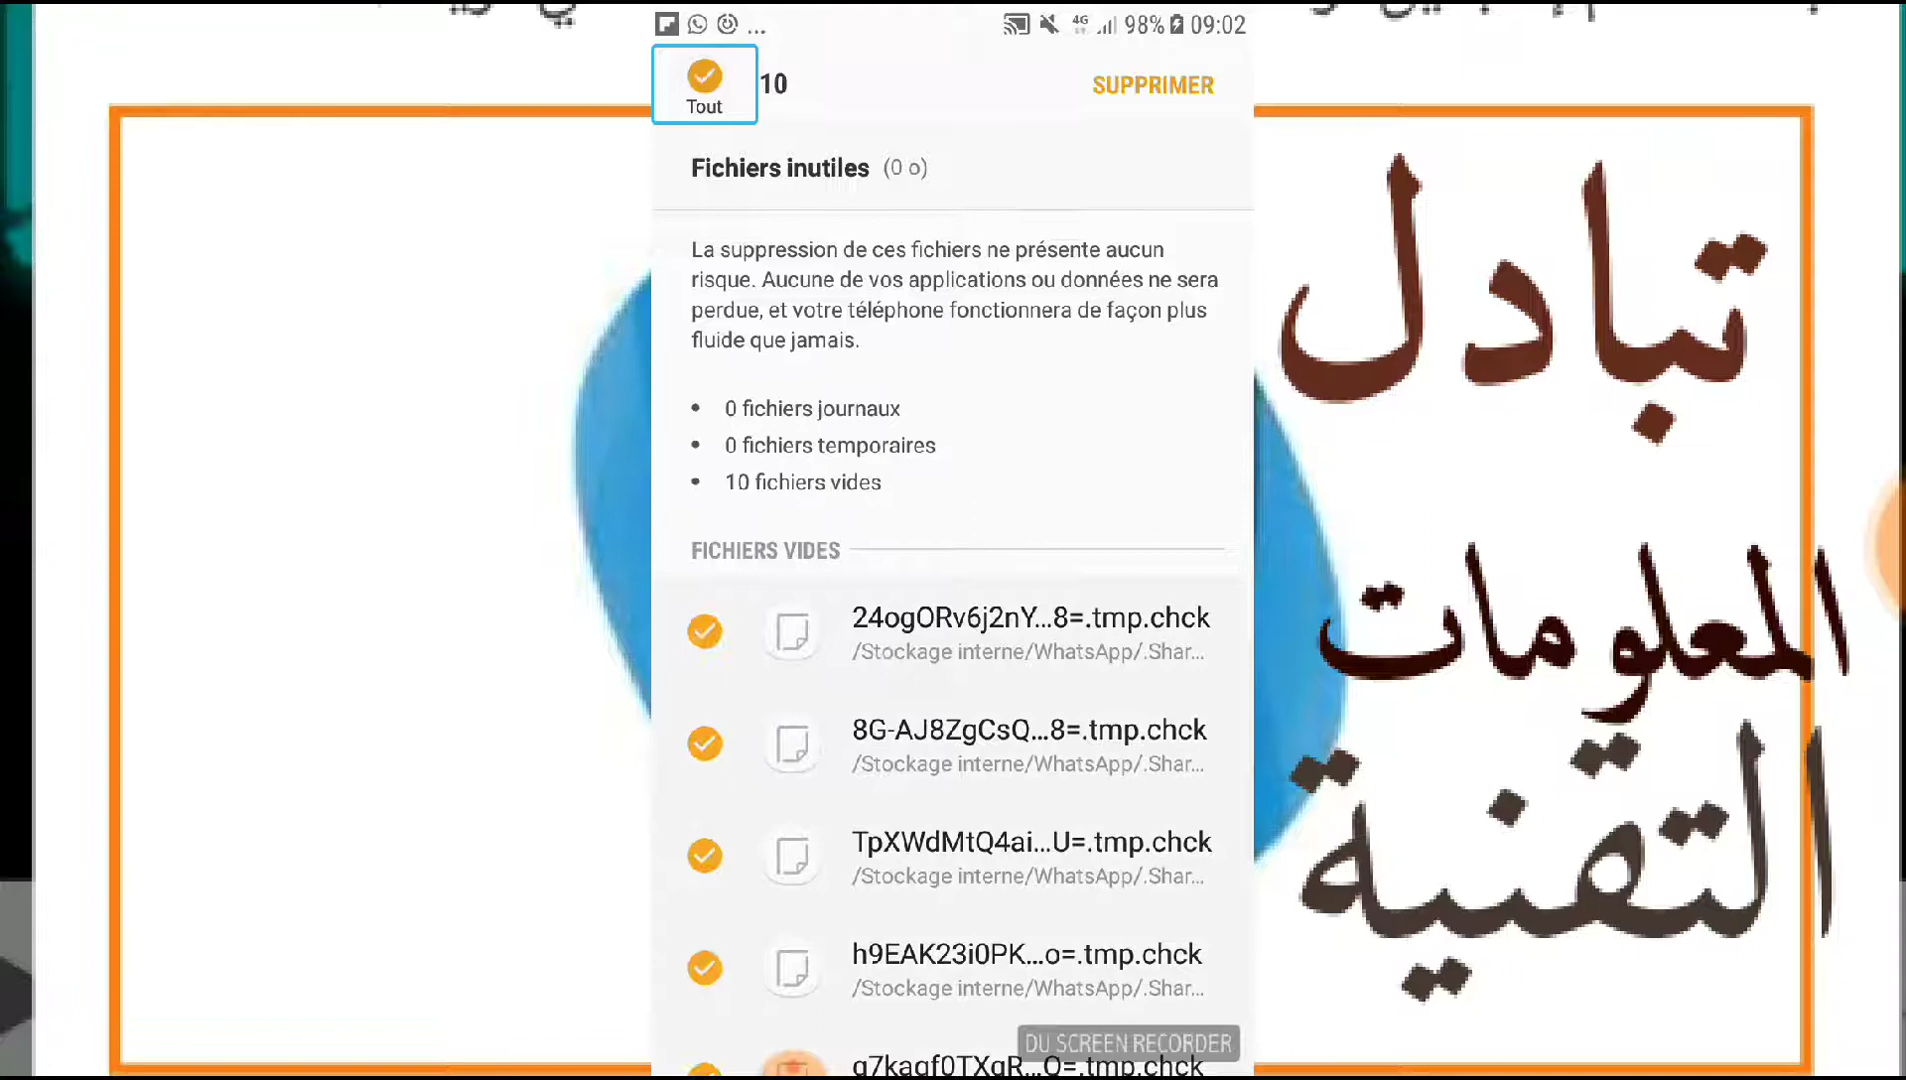 ... 98% 09:02
Tout 10 SUPPRIMER
Fichiers inutiles (0 o)
La suppression de ces fichiers ne présente aucun
risque. Aucune de vos applications ou données ne sera
perdue, et votre téléphone fonctionnera de façon plus
fluide que jamais.
• 0 fichiers journaux
• 0 fichiers temporaires
• 10 fichiers vides
FICHIERS VIDES
24ogORv6j2nY...8=.tmp.chck
/Stockage interne/WhatsApp/.Shar...
8G-AJ8ZgCsQ...8=.tmp.chck
/Stockage interne/WhatsApp/.Shar...
TpXWdMtQ4ai...U=.tmp.chck
/Stockage interne/WhatsApp/.Shar...
h9EAK23i0PK...o=.tmp.chck
/Stockage interne/WhatsApp/.Shar...
DU SCREEN RECORDER
تبادل
المعلومات
التقنية